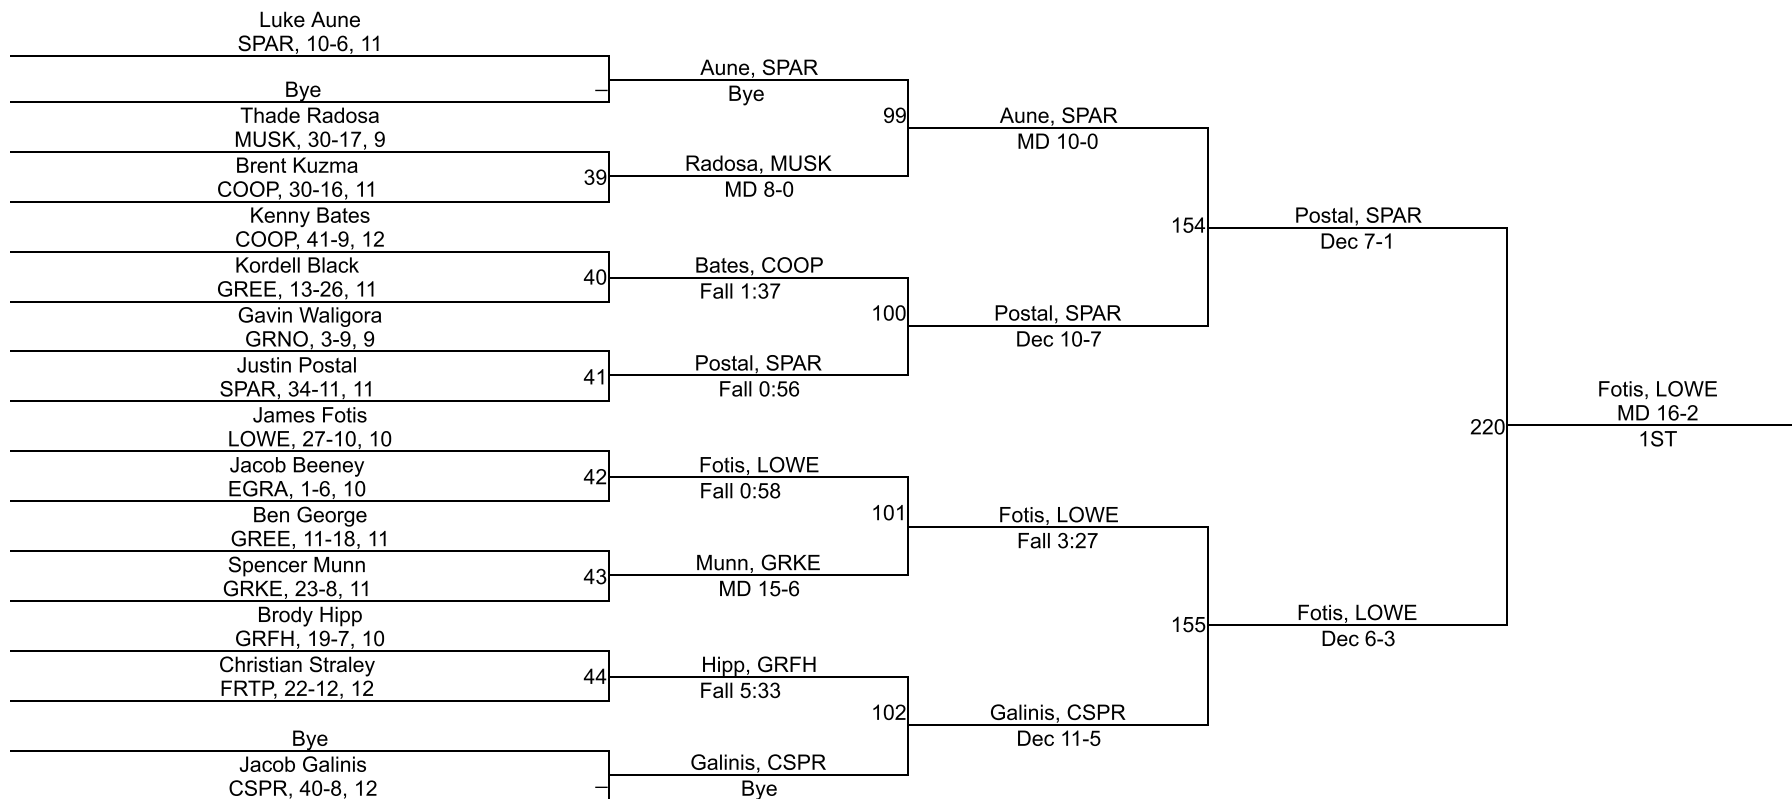 Luke Aune
SPAR, 10-6, 11
Bye
–
Thade Radosa
MUSK, 30-17, 9
Brent Kuzma
COOP, 30-16, 11
39
Kenny Bates
COOP, 41-9, 12
Kordell Black
GREE, 13-26, 11
40
Gavin Waligora
GRNO, 3-9, 9
Justin Postal
SPAR, 34-11, 11
41
James Fotis
LOWE, 27-10, 10
Jacob Beeney
EGRA, 1-6, 10
42
Ben George
GREE, 11-18, 11
Spencer Munn
GRKE, 23-8, 11
43
Brody Hipp
GRFH, 19-7, 10
Christian Straley
FRTP, 22-12, 12
44
Bye
Jacob Galinis
CSPR, 40-8, 12
–
Aune, SPAR
Bye
99
Radosa, MUSK
MD 8-0
Bates, COOP
Fall 1:37
100
Postal, SPAR
Fall 0:56
Fotis, LOWE
Fall 0:58
101
Munn, GRKE
MD 15-6
Hipp, GRFH
Fall 5:33
102
Galinis, CSPR
Bye
Aune, SPAR
MD 10-0
154
Postal, SPAR
Dec 10-7
Fotis, LOWE
Fall 3:27
155
Galinis, CSPR
Dec 11-5
Postal, SPAR
Dec 7-1
220
Fotis, LOWE
Dec 6-3
Fotis, LOWE
MD 16-2
1ST